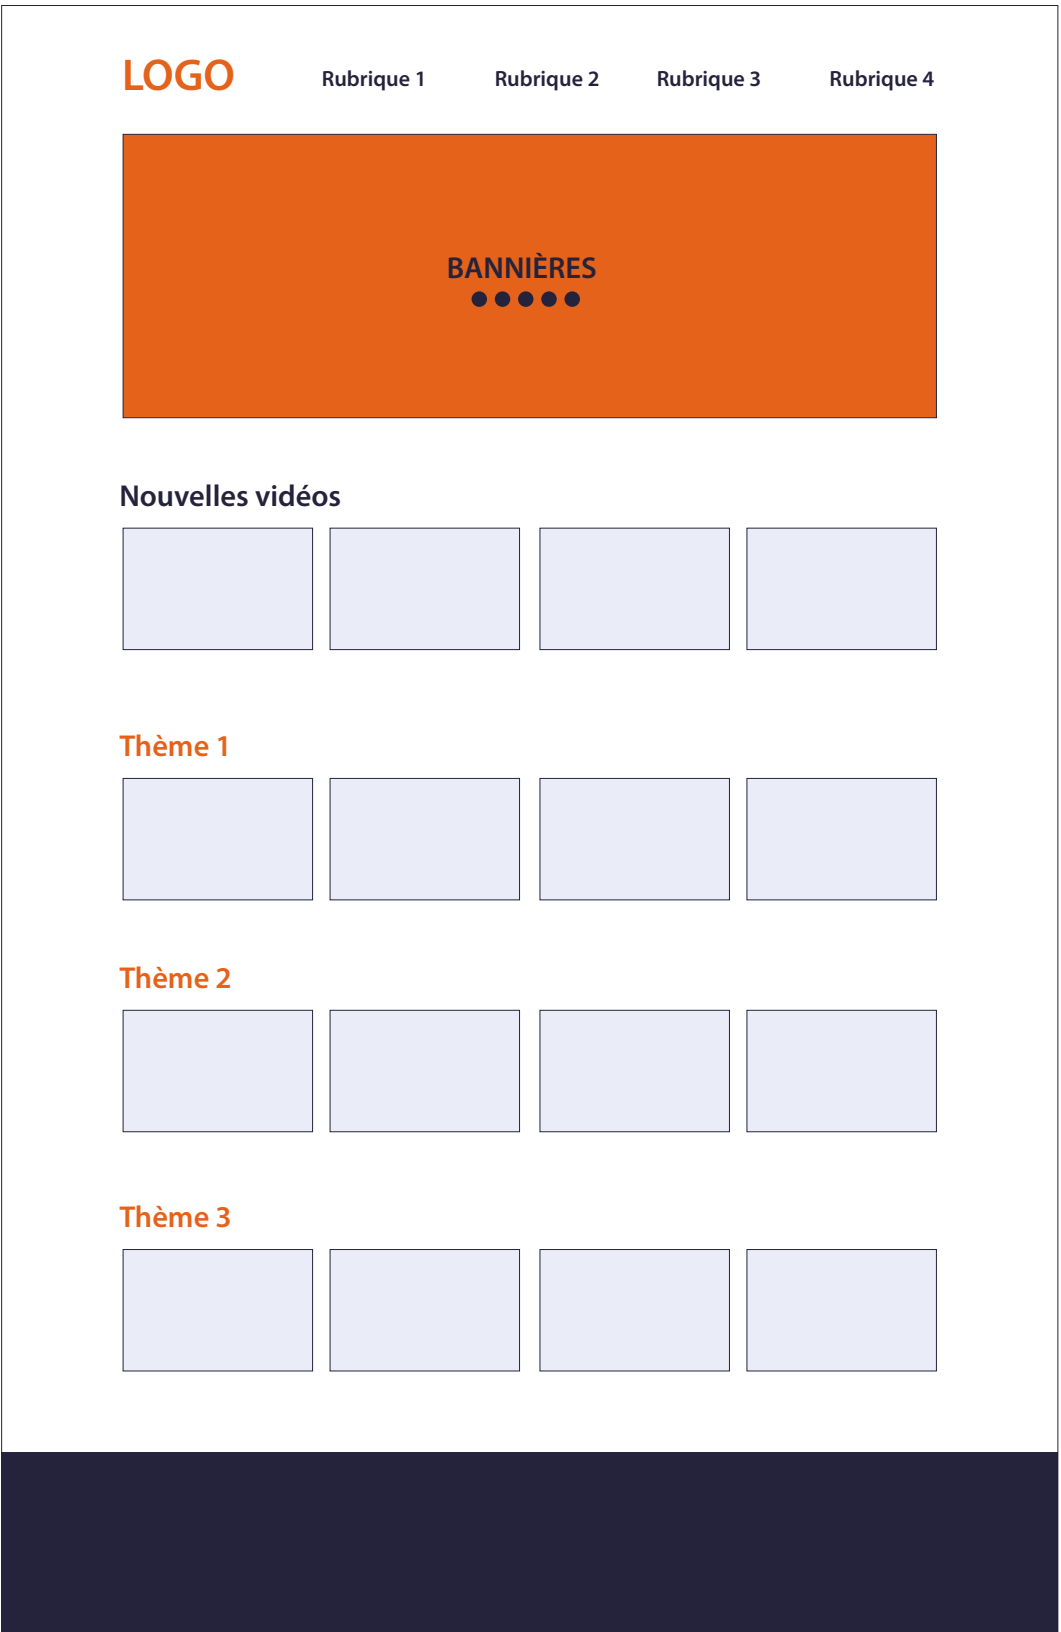 LOGO
Rubrique 1 Rubrique 2 Rubrique 3 Rubrique 4
BANNIÈRES
Nouvelles vidéos
Thème 1
Thème 2
Thème 3